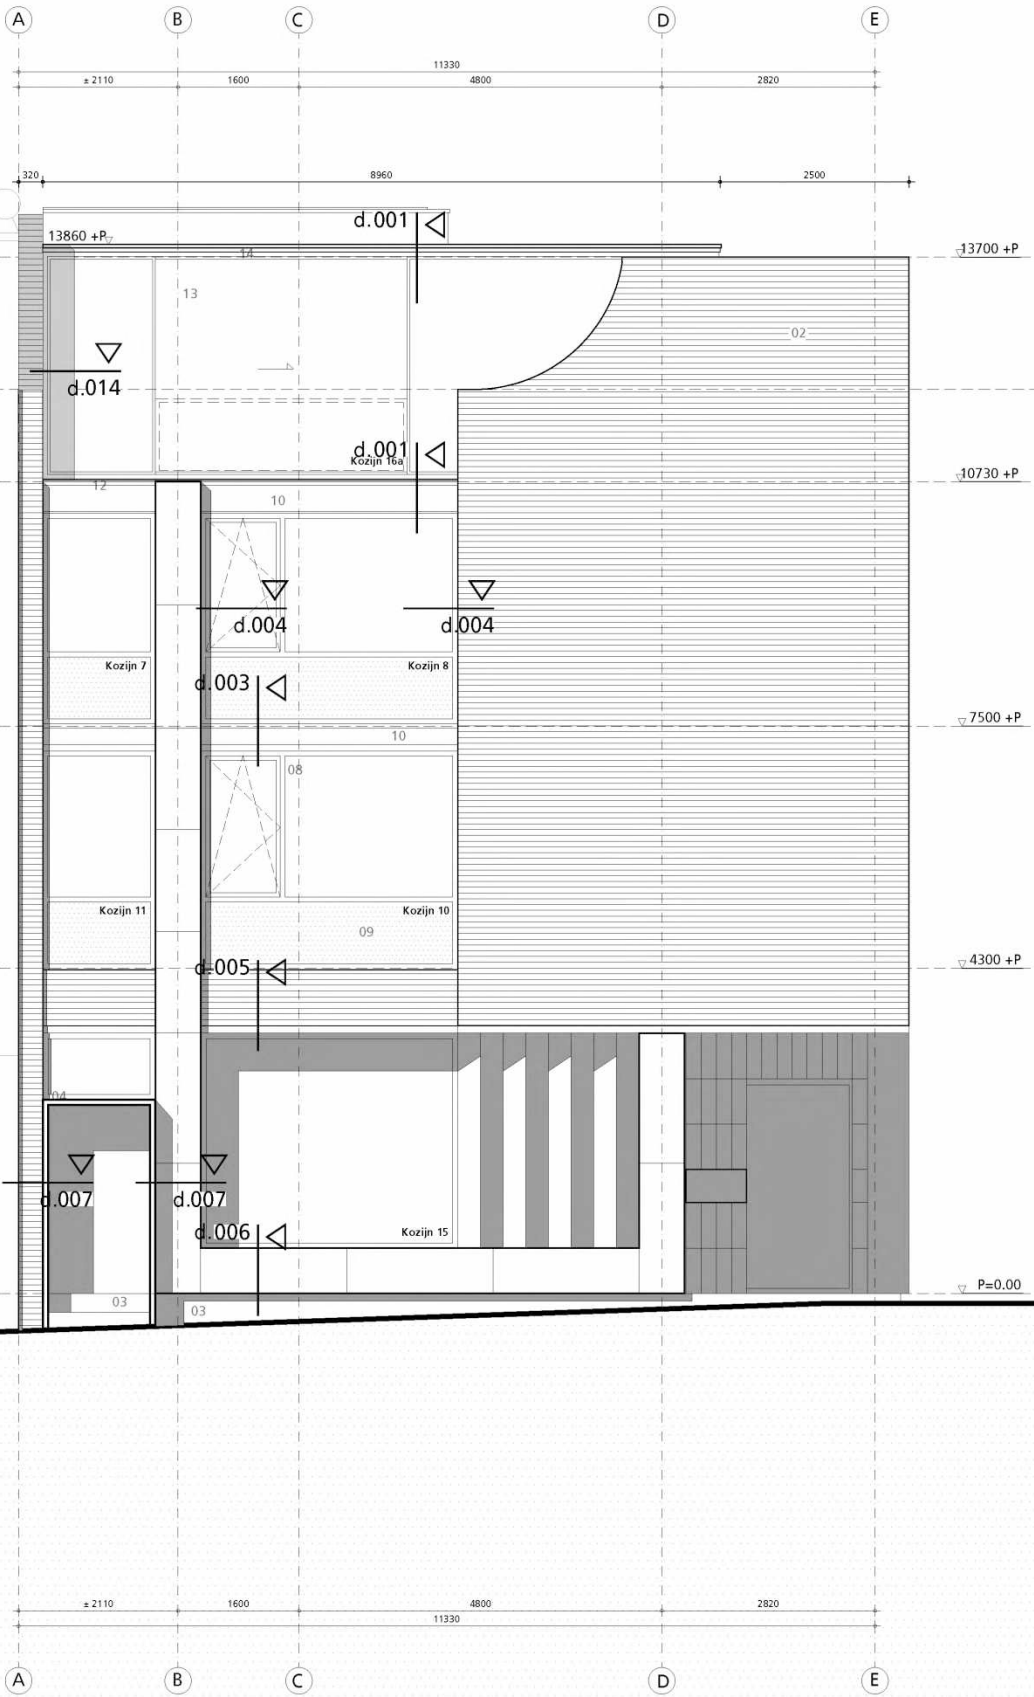 A B C D E
11330
± 2110 1600 4800 2820
320 8960 2500
d.001
13860 +P
14
13700 +P
13
02
d.014
d.001
Kozijn 16a
10730 +P
12
10
d.004 d.004
Kozijn 7 Kozijn 8
d.003
7500 +P
10
08
Kozijn 11 Kozijn 10
09
d.005
4300 +P
04
d.007 d.007
d.006 Kozijn 15
P=0.00
03
03
± 2110 1600 4800 2820
11330
A B C D E